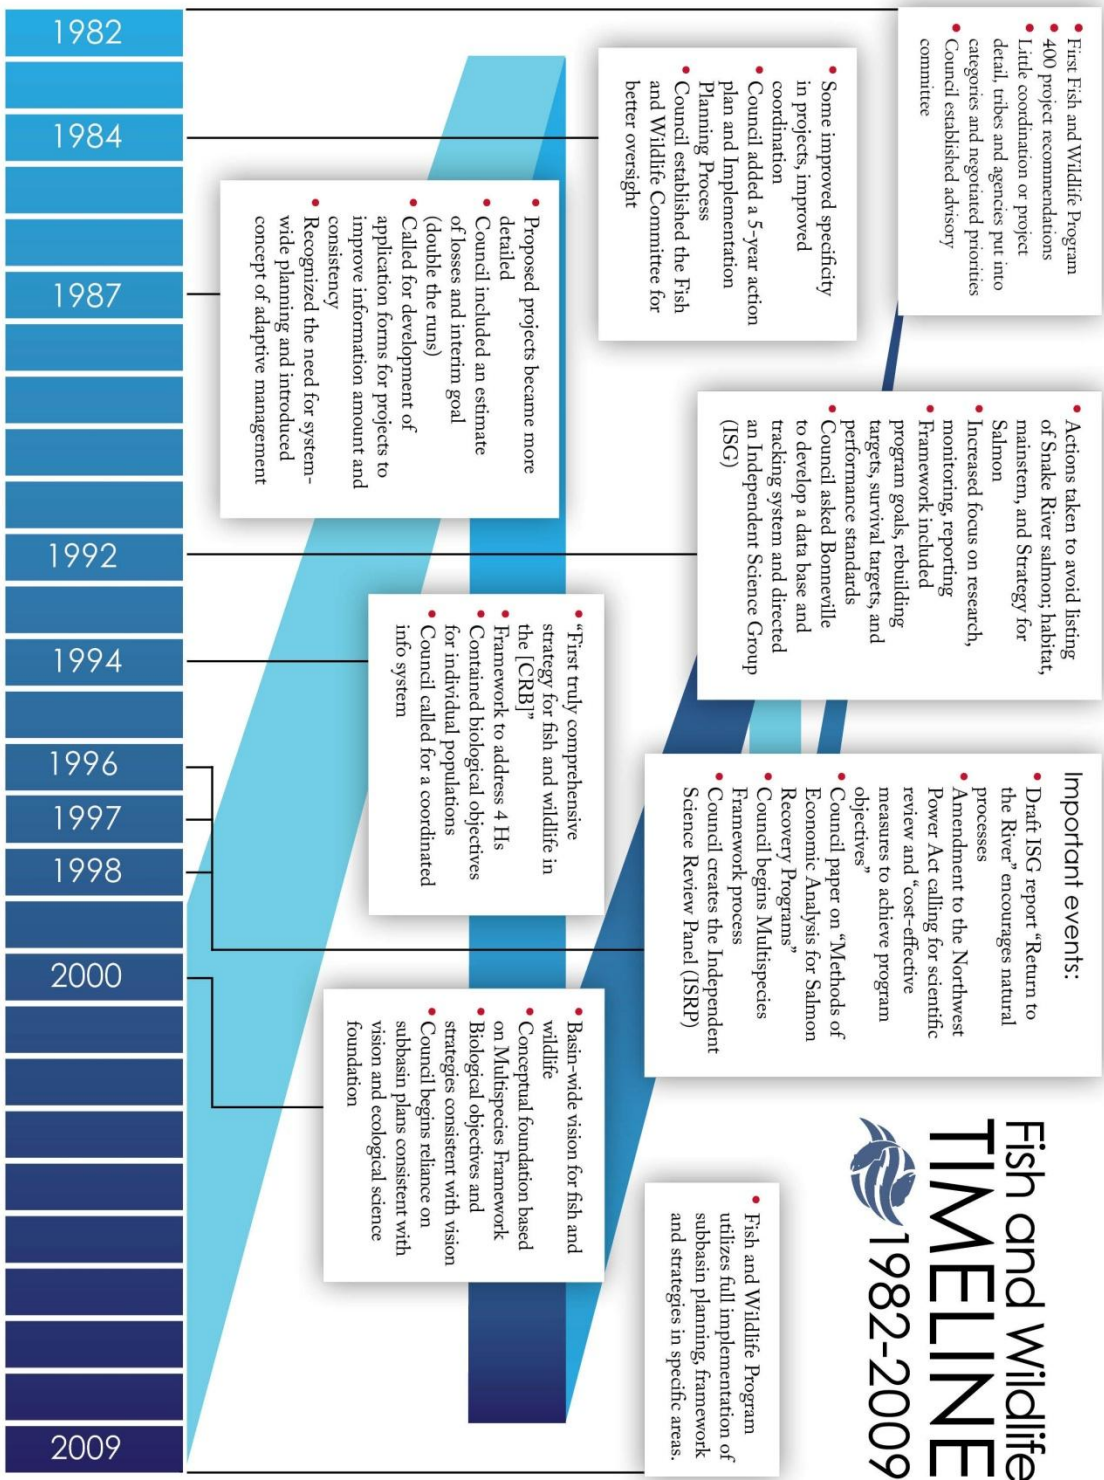 Fish and Wildlife
TIMELINE
1982-2009
1982
• First Fish and Wildlife Program
• 400 project recommendations
• Little coordination or project
detail, tribes and agencies put into
categories and negotiated priorities
• Council established advisory
committee
1984
• Some improved specificity
in projects, improved
coordination
• Council added a 5-year action
plan and Implementation
Planning Process
• Council established the Fish
and Wildlife Committee for
better oversight
1987
• Proposed projects became more
detailed
• Council included an estimate
of losses and interim goal
(double the runs)
• Called for development of
application forms for projects to
improve information amount and
consistency
• Recognized the need for system-
wide planning and introduced
concept of adaptive management
1992
• Actions taken to avoid listing
of Snake River salmon; habitat,
mainstem, and Strategy for
Salmon
• Increased focus on research,
monitoring, reporting
• Framework included
program goals, rebuilding
targets, survival targets, and
performance standards
• Council asked Bonneville
to develop a data base and
tracking system and directed
an Independent Science Group
(ISG)
1994
• “First truly comprehensive
strategy for fish and wildlife in
the [CRB]”
• Framework to address 4 Hs
• Contained biological objectives
for individual populations
• Council called for a coordinated
info system
1996
1997
1998
Important events:
• Draft ISG report “Return to
the River” encourages natural
processes
• Amendment to the Northwest
Power Act calling for scientific
review and “cost-effective
measures to achieve program
objectives”
• Council paper on “Methods of
Economic Analysis for Salmon
Recovery Programs”
• Council begins Multispecies
Framework process
• Council creates the Independent
Science Review Panel (ISRP)
2000
• Basin-wide vision for fish and
wildlife
• Conceptual foundation based
on Multispecies Framework
• Biological objectives and
strategies consistent with vision
• Council begins reliance on
subbasin plans consistent with
vision and ecological science
foundation
2009
• Fish and Wildlife Program
utilizes full implementation of
subbasin planning, framework
and strategies in specific areas.